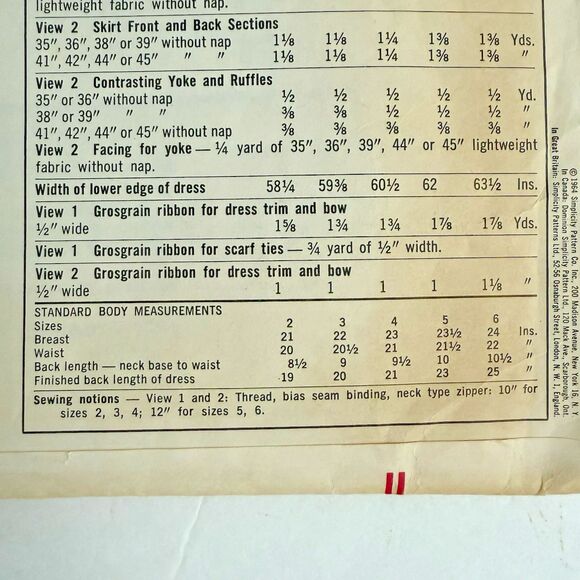 lightweight fabric without nap.
View 2 Skirt Front and Back Sections
35″, 36″, 38″ or 39″ without nap 1⅛ 1⅛ 1¼ 1⅜ 1⅜ Yds.
41″, 42″, 44″ or 45″ ″ ″ 1⅛ 1⅛ 1¼ 1⅜ 1⅜ ″
View 2 Contrasting Yoke and Ruffles
35″ or 36″ without nap ½ ½ ½ ½ ½ Yd.
38″ or 39″ ″ ″ ⅜ ⅜ ½ ½ ½ ″
41″, 42″, 44″ or 45″ without nap ⅜ ⅜ ⅜ ⅜ ⅜ ″
View 2 Facing for yoke — ¼ yard of 35″, 36″, 39″, 44″ or 45″ lightweight
fabric without nap.
Width of lower edge of dress 58¼ 59⅜ 60½ 62 63½ Ins.
View 1 Grosgrain ribbon for dress trim and bow
½″ wide 1⅝ 1¾ 1¾ 1⅞ 1⅞ Yds.
View 1 Grosgrain ribbon for scarf ties — ¾ yard of ½″ width.
View 2 Grosgrain ribbon for dress trim and bow
½″ wide 1 1 1 1 1⅛ ″
STANDARD BODY MEASUREMENTS
Sizes 2 3 4 5 6
Breast 21 22 23 23½ 24 Ins.
Waist 20 20½ 21 21½ 22 ″
Back length — neck base to waist 8½ 9 9½ 10 10½ ″
Finished back length of dress 19 20 21 23 25 ″
Sewing notions — View 1 and 2: Thread, bias seam binding, neck type zipper: 10″ for
sizes 2, 3, 4; 12″ for sizes 5, 6.
© 1964 Simplicity Pattern Co. Inc. 200 Madison Avenue, New York 16, N. Y.
In Canada: Dominion Simplicity Pattern Ltd., 120 Mack Ave., Scarborough, Ont.
In Great Britain: Simplicity Patterns Ltd., 52-56 Osnaburgh Street, London, N. W. 1, England.